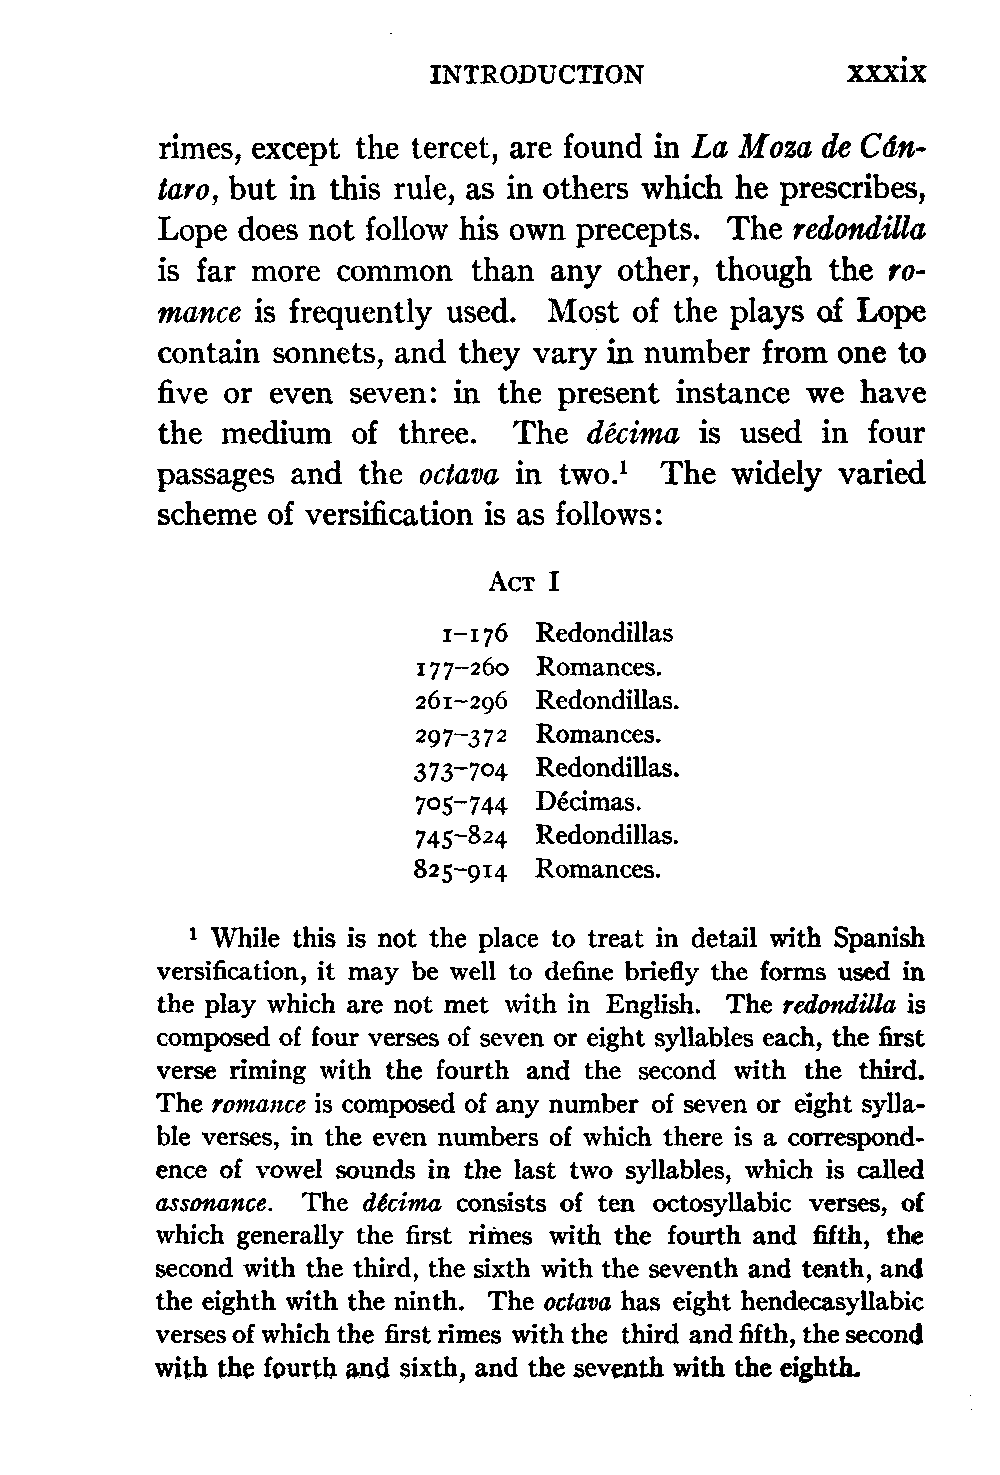 INTRODUCTION xxxix
rimes, except the tercet, are found in La Moza de Cán-
taro, but in this rule, as in others which he prescribes,
Lope does not follow his own precepts. The redondilla
is far more common than any other, though the ro-
mance is frequently used. Most of the plays of Lope
contain sonnets, and they vary in number from one to
five or even seven: in the present instance we have
the medium of three. The décima is used in four
passages and the octava in two.¹ The widely varied
scheme of versification is as follows:
ACT I
1–176 Redondillas
177–260 Romances.
261–296 Redondillas.
297–372 Romances.
373–704 Redondillas.
705–744 Décimas.
745–824 Redondillas.
825–914 Romances.
¹ While this is not the place to treat in detail with Spanish
versification, it may be well to define briefly the forms used in
the play which are not met with in English. The redondilla is
composed of four verses of seven or eight syllables each, the first
verse riming with the fourth and the second with the third.
The romance is composed of any number of seven or eight sylla-
ble verses, in the even numbers of which there is a correspond-
ence of vowel sounds in the last two syllables, which is called
assonance. The décima consists of ten octosyllabic verses, of
which generally the first rimes with the fourth and fifth, the
second with the third, the sixth with the seventh and tenth, and
the eighth with the ninth. The octava has eight hendecasyllabic
verses of which the first rimes with the third and fifth, the second
with the fourth and sixth, and the seventh with the eighth.